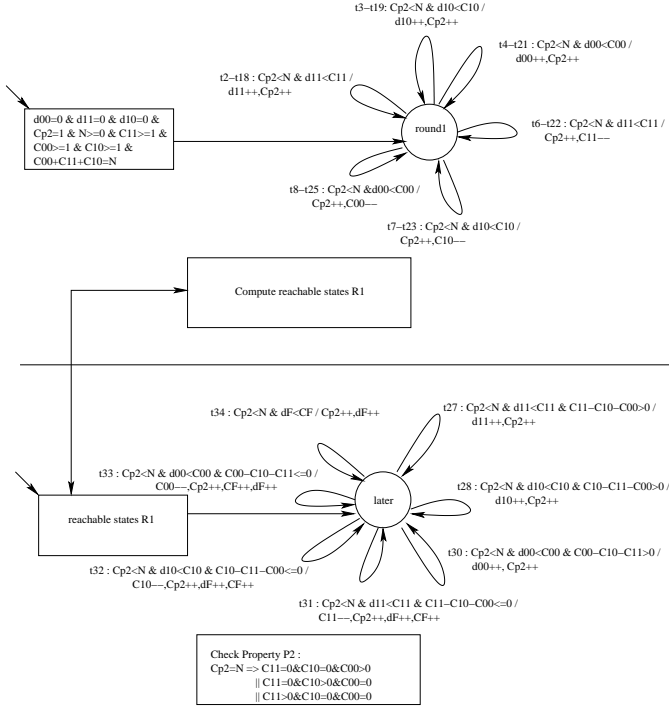 t3−t19: Cp2<N & d10<C10 /
d10++,Cp2++
t4−t21 : Cp2<N & d00<C00 /
d00++,Cp2++
t2−t18 : Cp2<N & d11<C11 /
d11++,Cp2++
d00=0 & d11=0 & d10=0 &
Cp2=1 & N>=0 & C11>=1 &
C00>=1 & C10>=1 &
C00+C11+C10=N
round1
t6−t22 : Cp2<N & d11<C11 /
Cp2++,C11−−
t8−t25 : Cp2<N &d00<C00 /
Cp2++,C00−−
t7−t23 : Cp2<N & d10<C10 /
Cp2++,C10−−
Compute reachable states R1
t34 : Cp2<N & dF<CF / Cp2++,dF++
t27 : Cp2<N & d11<C11 & C11−C10−C00>0 /
d11++,Cp2++
t33 : Cp2<N & d00<C00 & C00−C10−C11<=0 /
C00−−,Cp2++,CF++,dF++
t28 : Cp2<N & d10<C10 & C10−C11−C00>0 /
d10++,Cp2++
later
reachable states R1
t30 : Cp2<N & d00<C00 & C00−C10−C11>0 /
d00++, Cp2++
t32 : Cp2<N & d10<C10 & C10−C11−C00<=0 /
C10−−,Cp2++,dF++,CF++
t31 : Cp2<N & d11<C11 & C11−C10−C00<=0 /
C11−−,Cp2++,dF++,CF++
Check Property P2 :
Cp2=N => C11=0&C10=0&C00>0
|| C11=0&C10>0&C00=0
|| C11>0&C10=0&C00=0